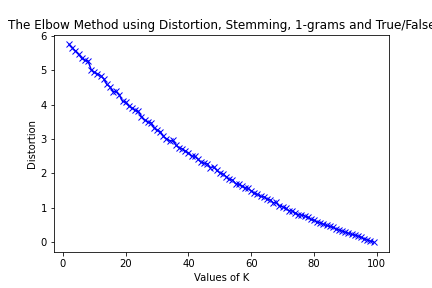 The Elbow Method using Distortion, Stemming, 1-grams and True/False
6
5
4
3
2
1
0
Distortion
0 20 40 60 80 100
Values of K